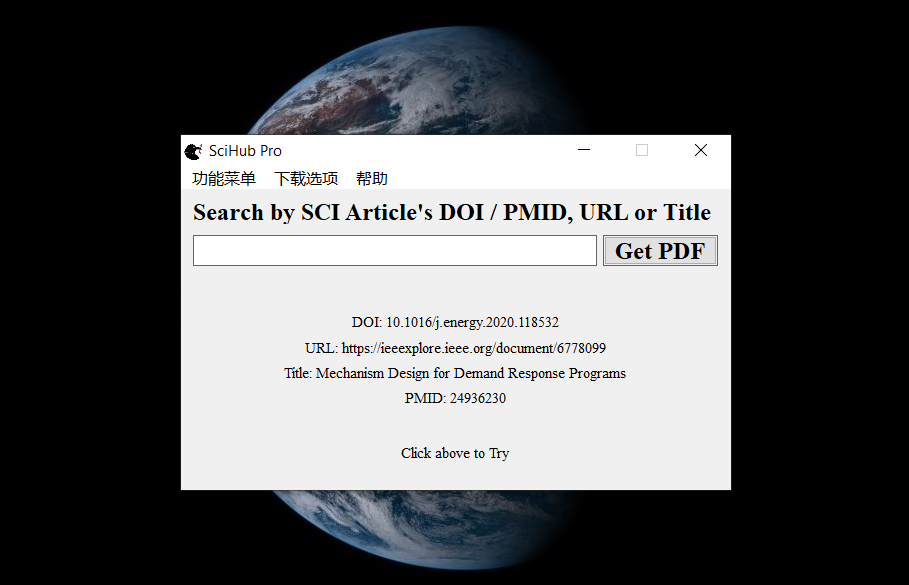 SciHub Pro
功能菜单 下载选项 帮助
Search by SCI Article's DOI / PMID, URL or Title
Get PDF
DOI: 10.1016/j.energy.2020.118532
URL: https://ieeexplore.ieee.org/document/6778099
Title: Mechanism Design for Demand Response Programs
PMID: 24936230
Click above to Try